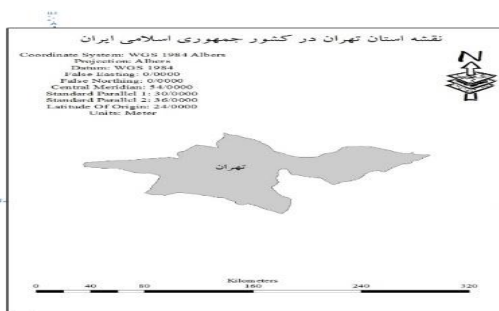 نقشه استان تهران در کشور جمهوری اسلامی ایران
Coordinate System: WGS 1984 Albers
Projection: Albers
Datum: WGS 1984
False Easting: 0/0000
False Northing: 0/0000
Central Meridian: 54/0000
Standard Parallel 1: 30/0000
Standard Parallel 2: 36/0000
Latitude Of Origin: 24/0000
Units: Meter
N
تهران
Kilometers
0 40 80 160 240 320